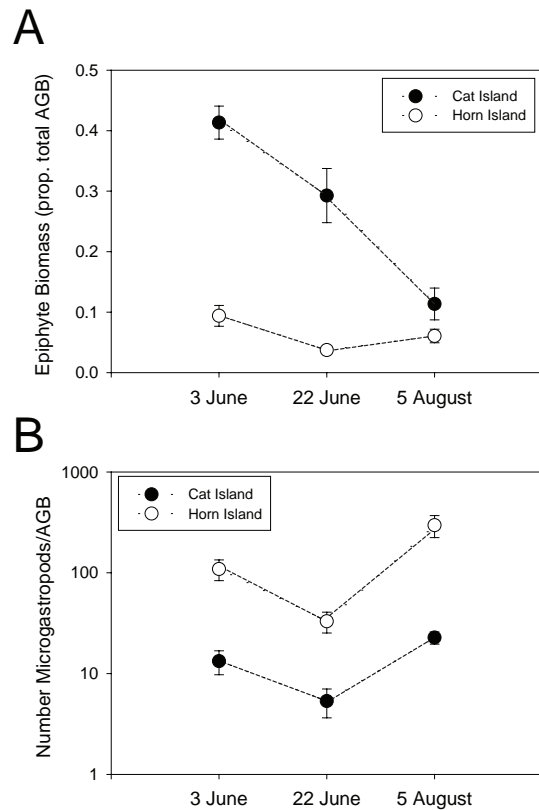 A
Epiphyte Biomass (prop. total AGB)
0.5
0.4
0.3
0.2
0.1
0.0
Cat Island
Horn Island
3 June 22 June 5 August
B
Number Microgastropods/AGB
1000
100
10
1
Cat Island
Horn Island
3 June 22 June 5 August